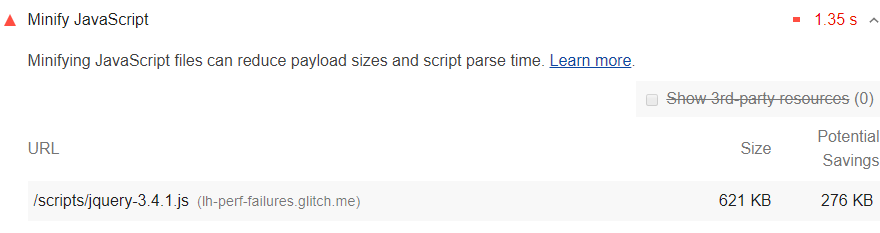 Minify JavaScript 1.35 s
Minifying JavaScript files can reduce payload sizes and script parse time. Learn more.
Show 3rd-party resources (0)
URL Size Potential Savings
/scripts/jquery-3.4.1.js (lh-perf-failures.glitch.me) 621 KB 276 KB